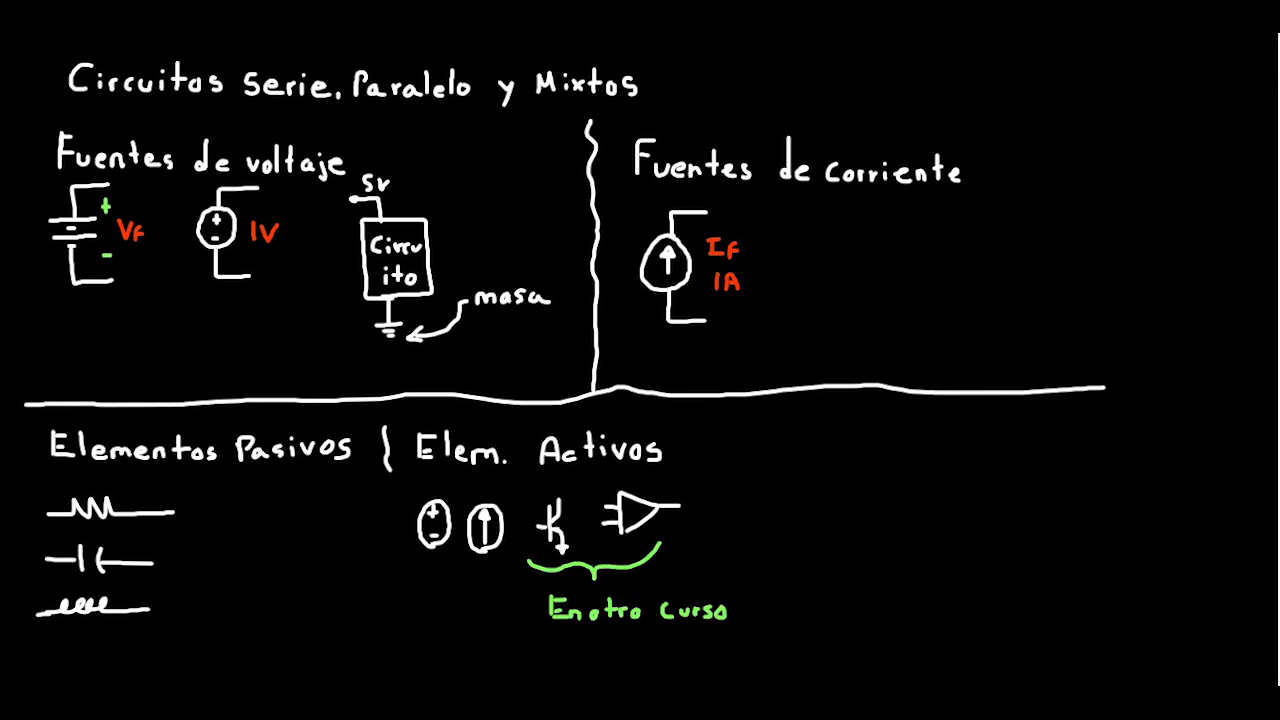 Circuitos Serie, Paralelo y Mixtos
Fuentes de voltaje
+
-
Vf
+
-
1V
5v
Circu
ito
masa
Fuentes de corriente
If
1A
Elementos Pasivos | Elem. Activos
+
-
En otro curso